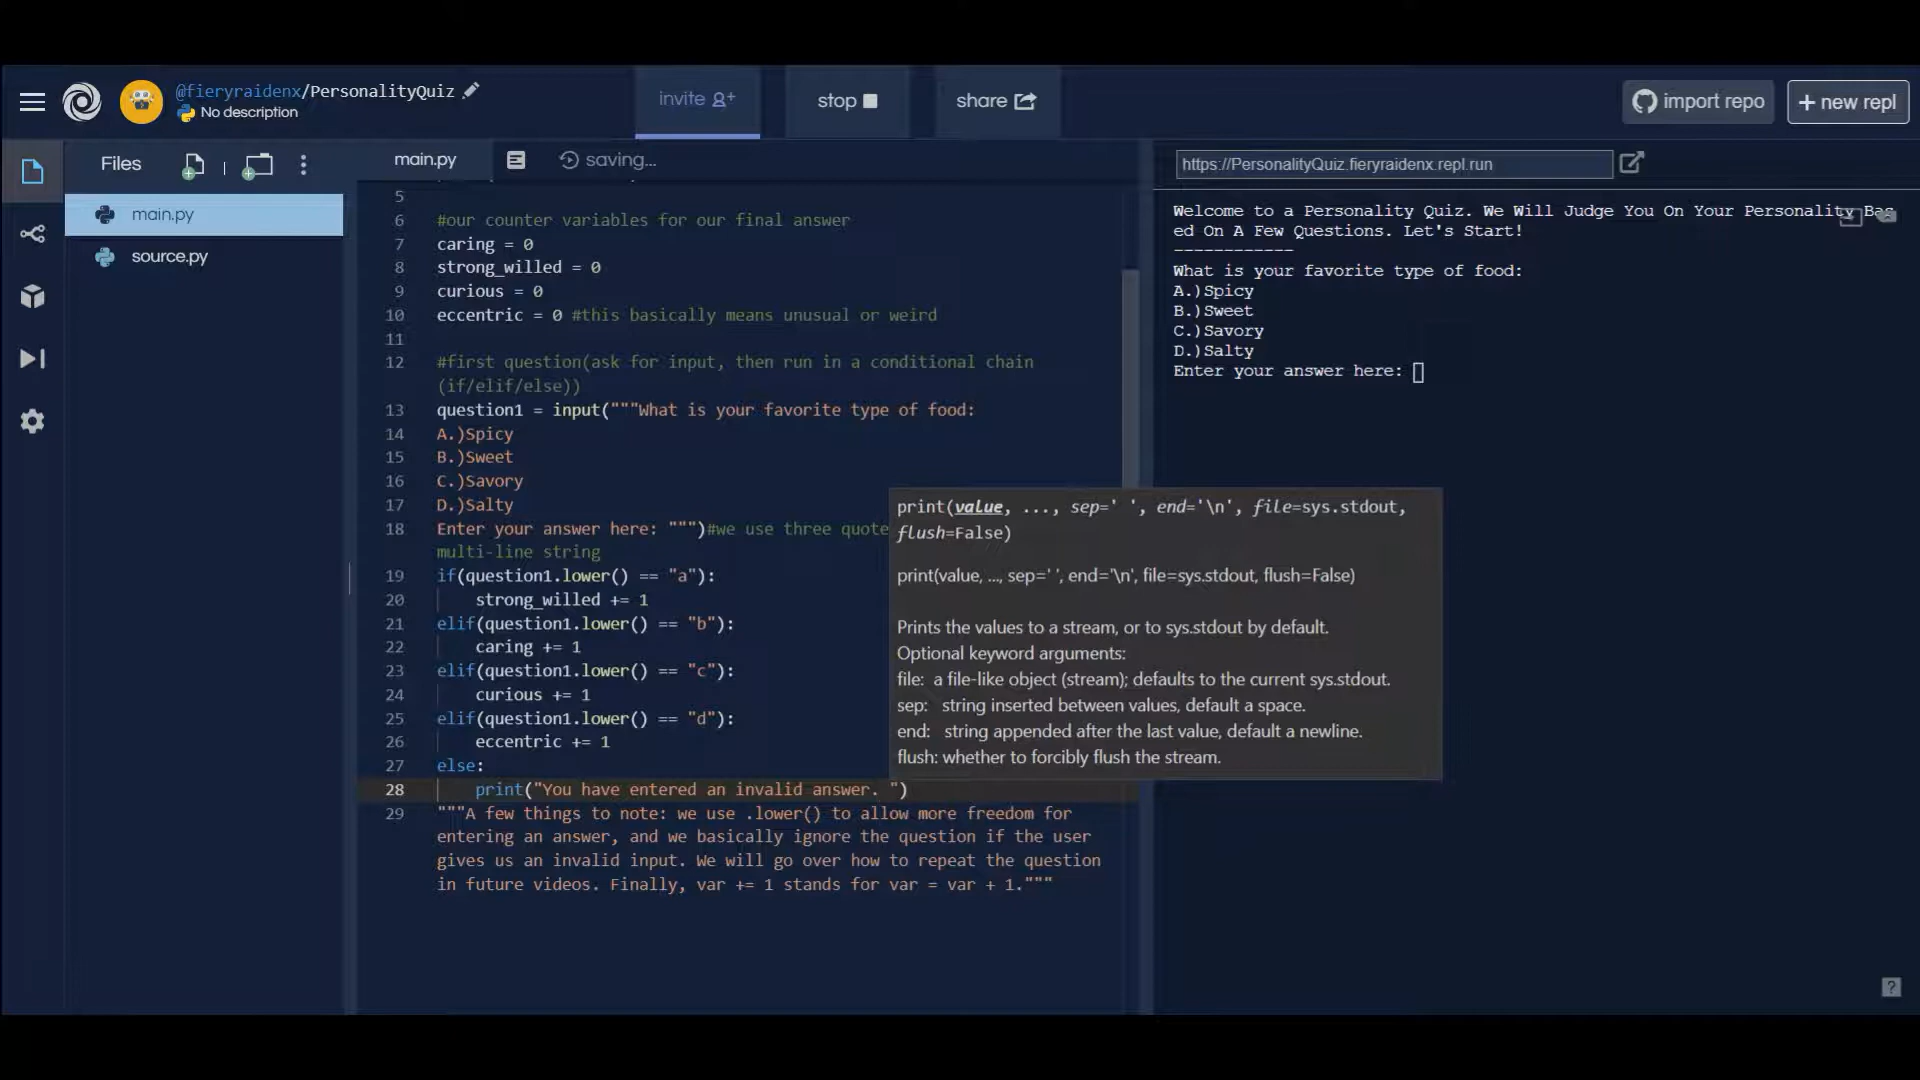 @fieryraidenx/PersonalityQuiz
No description
invite
stop
share
import repo
+ new repl
Files
main.py
saving...
https://PersonalityQuiz.fieryraidenx.repl.run
main.py
source.py
5
6 #our counter variables for our final answer
7 caring = 0
8 strong_willed = 0
9 curious = 0
10 eccentric = 0 #this basically means unusual or weird
11
12 #first question(ask for input, then run in a conditional chain
(if/elif/else))
13 question1 = input("""What is your favorite type of food:
14 A.)Spicy
15 B.)Sweet
16 C.)Savory
17 D.)Salty
18 Enter your answer here: """)#we use three quote
multi-line string
19 if(question1.lower() == "a"):
20 strong_willed += 1
21 elif(question1.lower() == "b"):
22 caring += 1
23 elif(question1.lower() == "c"):
24 curious += 1
25 elif(question1.lower() == "d"):
26 eccentric += 1
27 else:
28 print("You have entered an invalid answer. ")
29 """A few things to note: we use .lower() to allow more freedom for
entering an answer, and we basically ignore the question if the user
gives us an invalid input. We will go over how to repeat the question
in future videos. Finally, var += 1 stands for var = var + 1."""
print(value, ..., sep=' ', end='\n', file=sys.stdout,
flush=False)
print(value, ..., sep=' ', end='\n', file=sys.stdout, flush=False)
Prints the values to a stream, or to sys.stdout by default.
Optional keyword arguments:
file: a file-like object (stream); defaults to the current sys.stdout.
sep: string inserted between values, default a space.
end: string appended after the last value, default a newline.
flush: whether to forcibly flush the stream.
Welcome to a Personality Quiz. We Will Judge You On Your Personality Bas
ed On A Few Questions. Let's Start!
------------
What is your favorite type of food:
A.)Spicy
B.)Sweet
C.)Savory
D.)Salty
Enter your answer here:
?